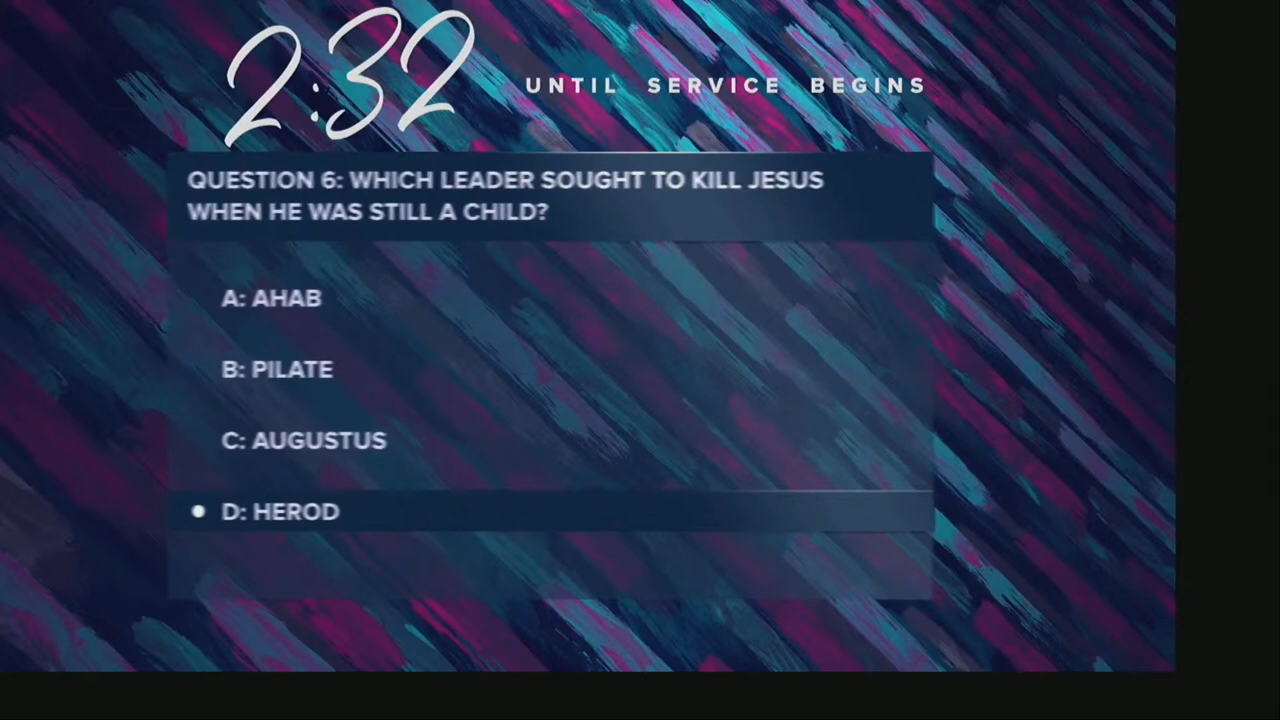 2:32 UNTIL SERVICE BEGINS
QUESTION 6: WHICH LEADER SOUGHT TO KILL JESUS
WHEN HE WAS STILL A CHILD?
A: AHAB
B: PILATE
C: AUGUSTUS
D: HEROD